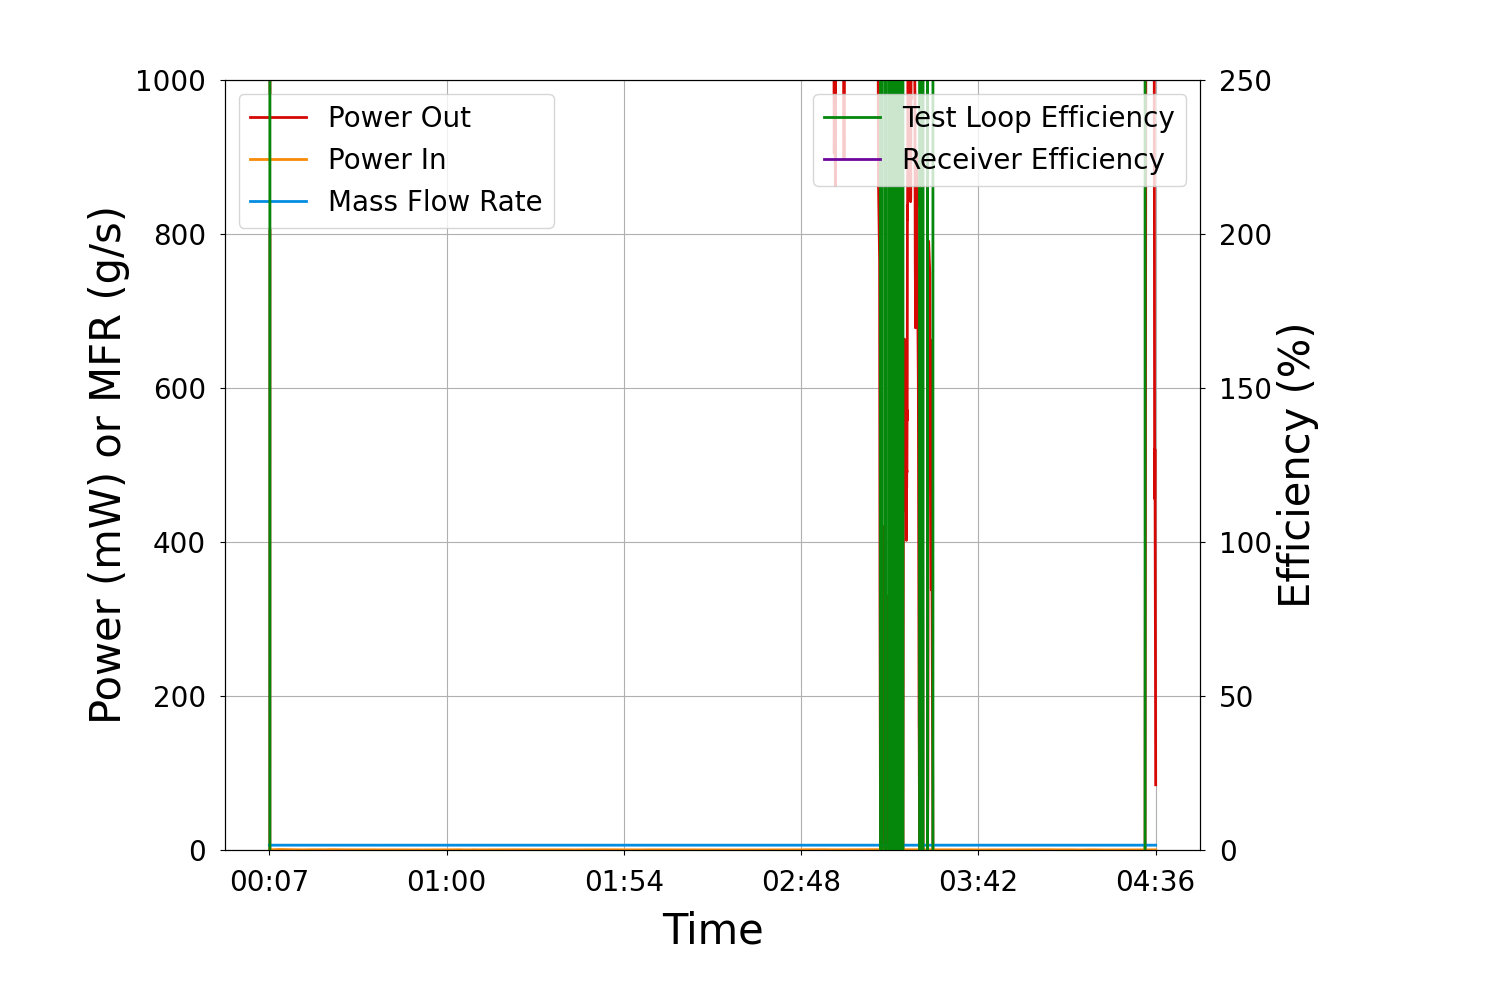 Power Out
Power In
Mass Flow Rate
Test Loop Efficiency
Receiver Efficiency
1000
800
600
400
200
0
250
200
150
100
50
0
Power (mW) or MFR (g/s)
Efficiency (%)
00:07 01:00 01:54 02:48 03:42 04:36
Time